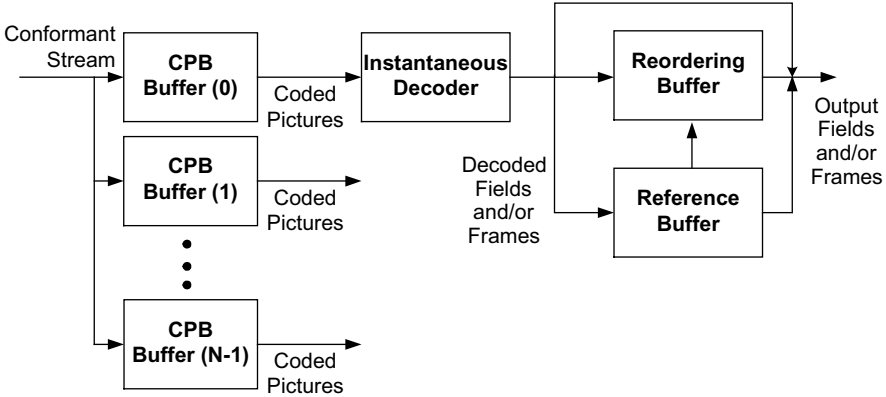 Conformant
Stream
CPB
Buffer (0)
Coded
Pictures
Instantaneous
Decoder
Reordering
Buffer
Output
Fields
and/or
Frames
CPB
Buffer (1)
Coded
Pictures
Decoded
Fields
and/or
Frames
Reference
Buffer
CPB
Buffer (N-1)
Coded
Pictures